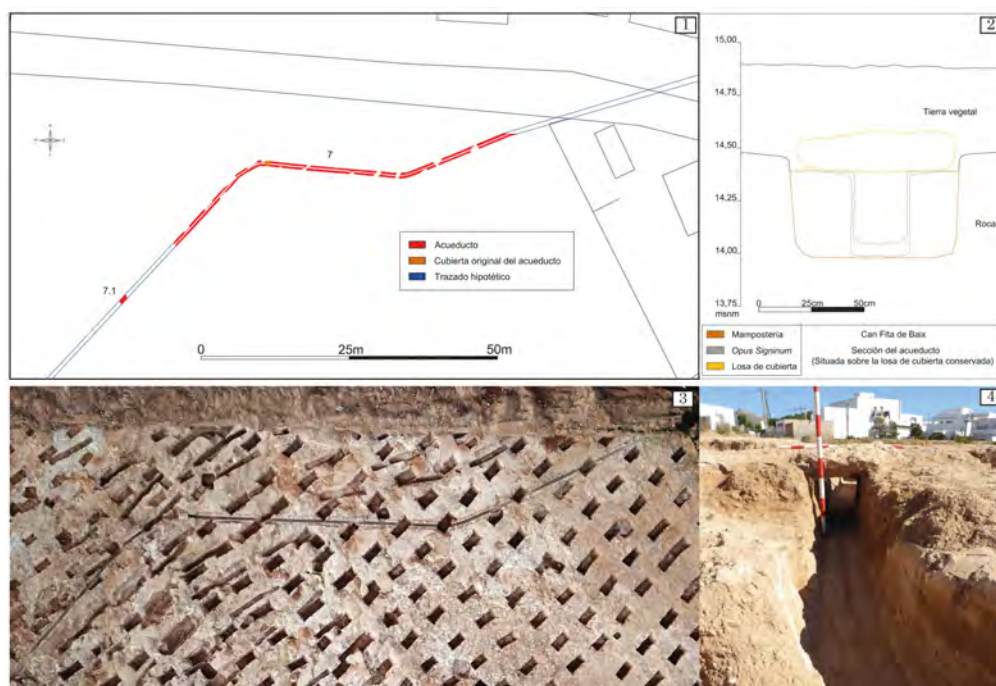 1
7
7.1
Acueducto
Cubierta original del acueducto
Trazado hipotético
0 25m 50m
2
15,00
14,75
Tierra vegetal
14,50
14,25
Roca
14,00
13,75
msnm
0 25cm 50cm
Mampostería
Opus Signinum
Losa de cubierta
Can Fita de Baix
Sección del acueducto
(Situada sobre la losa de cubierta conservada)
3
4